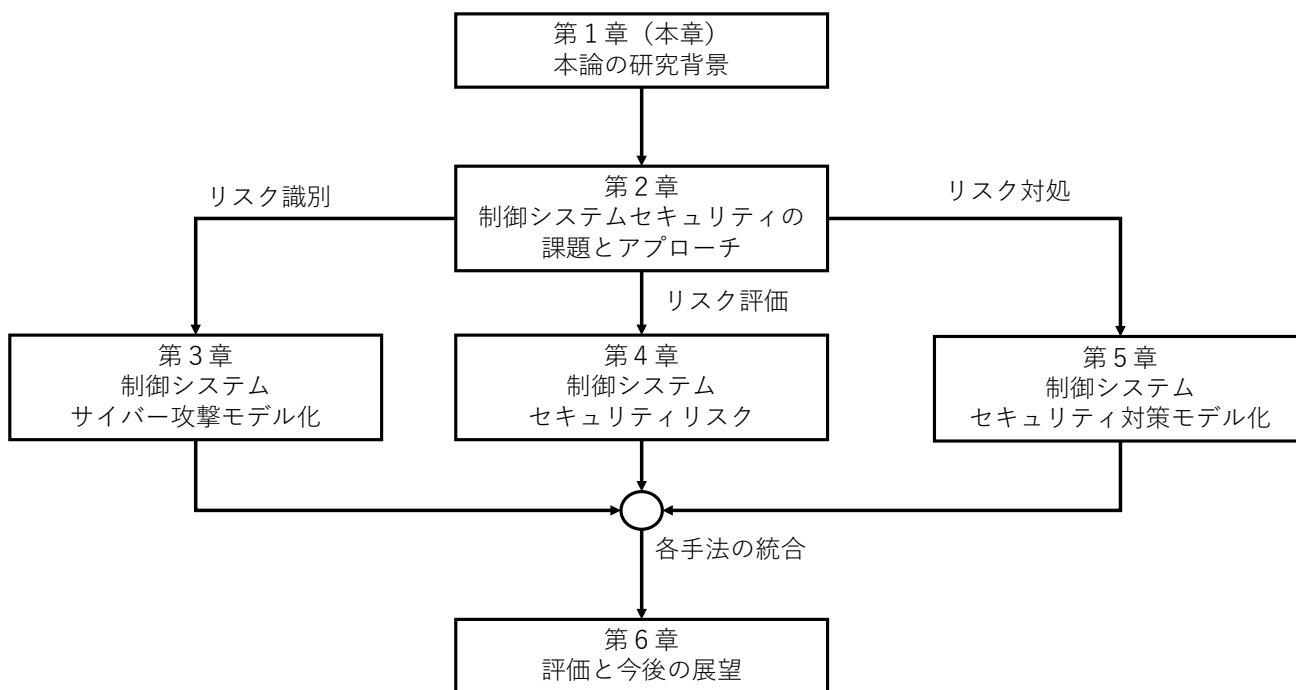 第１章（本章）
本論の研究背景
第２章
制御システムセキュリティの
課題とアプローチ
リスク識別
リスク対処
リスク評価
第３章
制御システム
サイバー攻撃モデル化
第４章
制御システム
セキュリティリスク
第５章
制御システム
セキュリティ対策モデル化
各手法の統合
第６章
評価と今後の展望